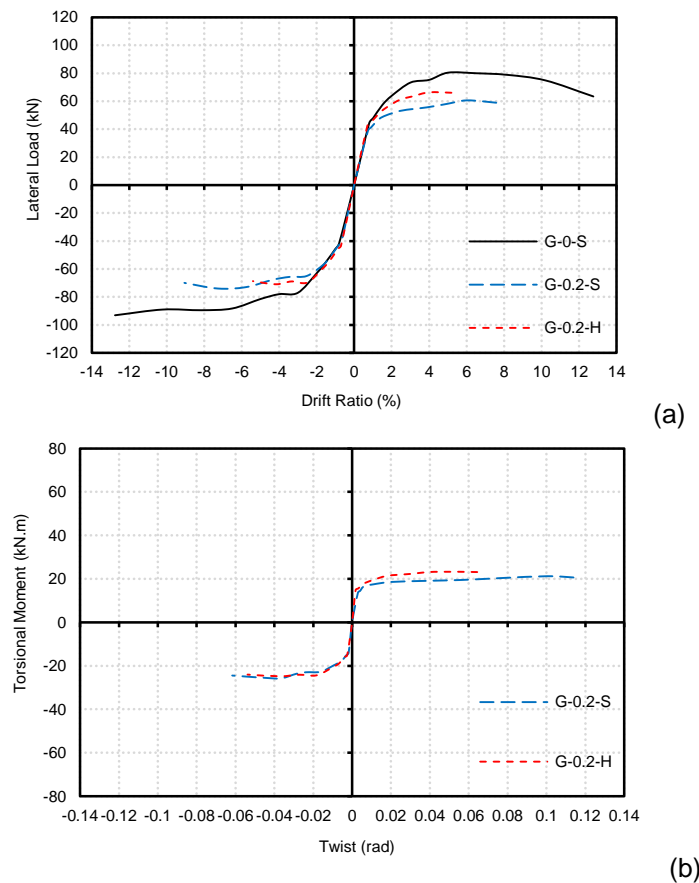 120
100
80
60
40
20
0
-20
-40
-60
-80
-100
-120
Lateral Load (kN)
G-0-S
G-0.2-S
G-0.2-H
-14 -12 -10 -8 -6 -4 -2 0 2 4 6 8 10 12 14
Drift Ratio (%)
(a)
80
60
40
20
0
-20
-40
-60
-80
Torsional Moment (kN.m)
G-0.2-S
G-0.2-H
-0.14 -0.12 -0.1 -0.08 -0.06 -0.04 -0.02 0 0.02 0.04 0.06 0.08 0.1 0.12 0.14
Twist (rad)
(b)